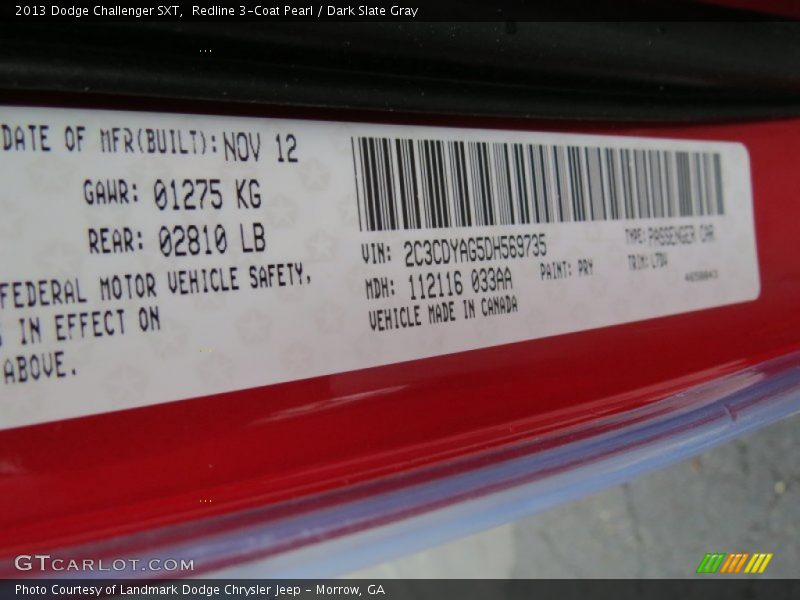 2013 Dodge Challenger SXT,  Redline 3-Coat Pearl / Dark Slate Gray
DATE OF MFR(BUILT): NOV 12
GAWR: 01275 KG
REAR: 02810 LB
FEDERAL MOTOR VEHICLE SAFETY,
IN EFFECT ON
ABOVE.
VIN: 2C3CDYAG5DH569735
TYPE: PASSENGER CAR
MDH: 112116 033AA
PAINT: PRY
TRIM:
VEHICLE MADE IN CANADA
GTCARLOT.COM
Photo Courtesy of Landmark Dodge Chrysler Jeep - Morrow, GA